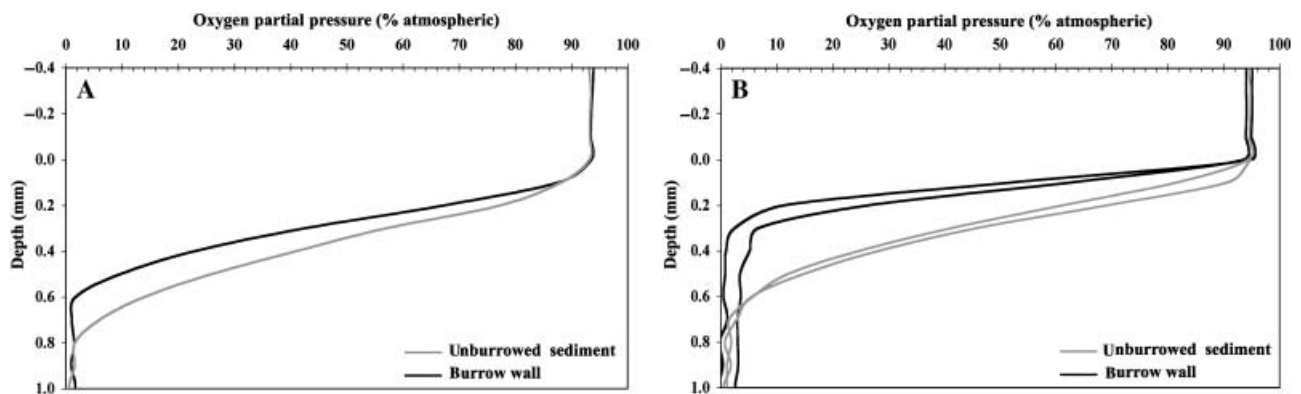 Oxygen partial pressure (% atmospheric)
0 10 20 30 40 50 60 70 80 90 100
A
Depth (mm)
–0.4
–0.2
0.0
0.2
0.4
0.6
0.8
1.0
Unburrowed sediment
Burrow wall
Oxygen partial pressure (% atmospheric)
0 10 20 30 40 50 60 70 80 90 100
B
Depth (mm)
–0.4
–0.2
0.0
0.2
0.4
0.6
0.8
1.0
Unburrowed sediment
Burrow wall